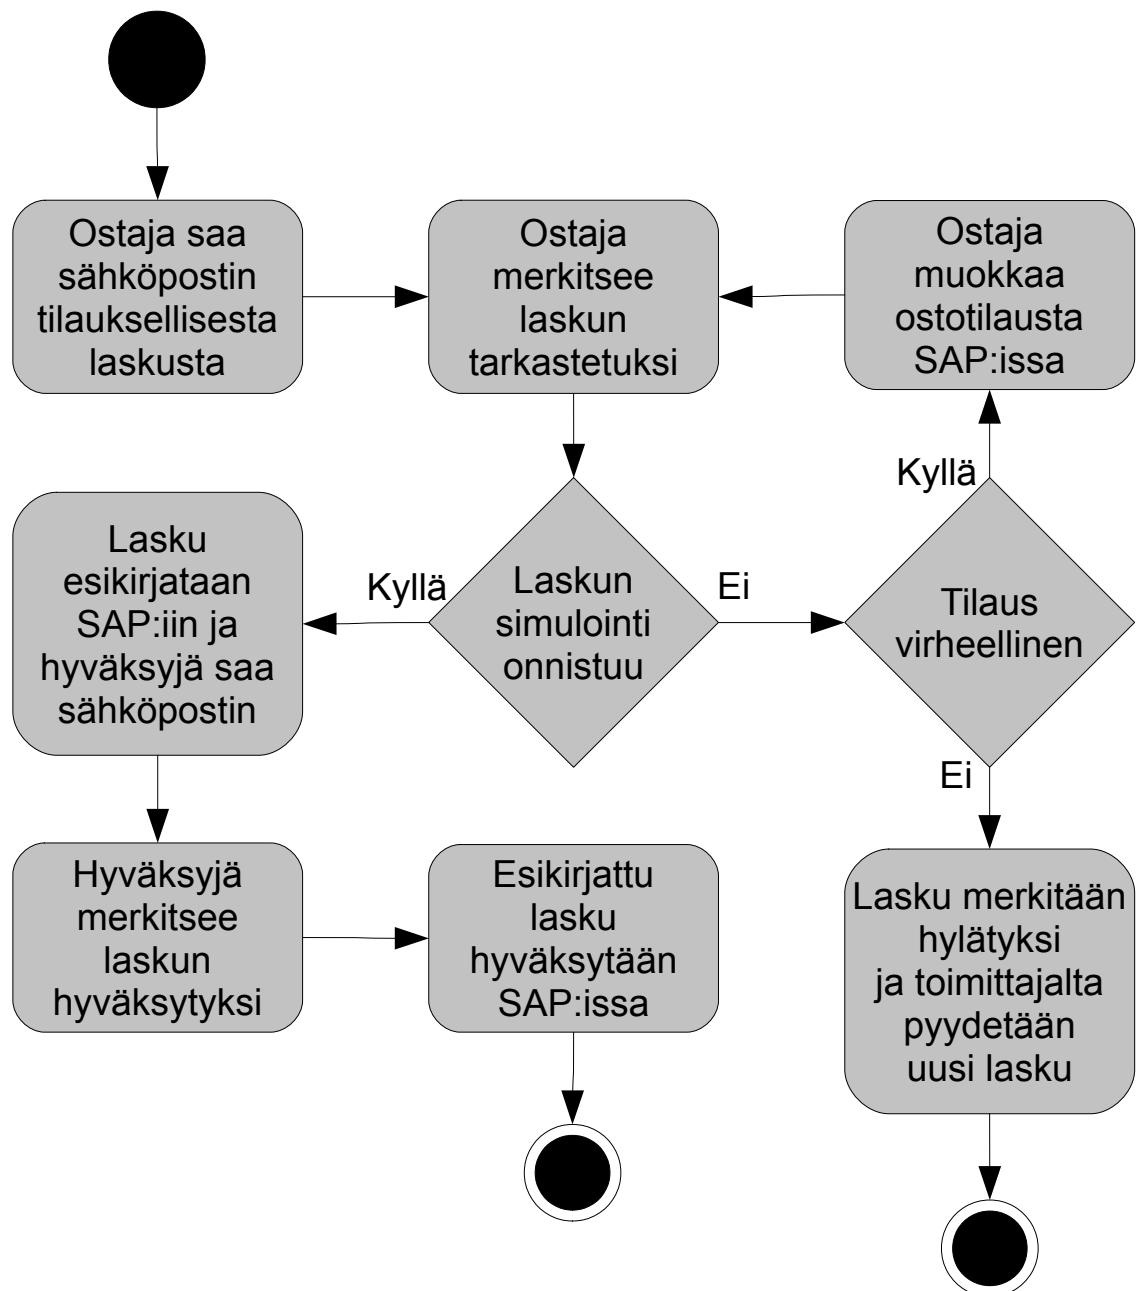 Ostaja saa
sähköpostin
tilauksellisesta
laskusta
Ostaja
merkitsee
laskun
tarkastetuksi
Ostaja
muokkaa
ostotilausta
SAP:issa
Kyllä
Lasku
esikirjataan
SAP:iin ja
hyväksyjä saa
sähköpostin
Kyllä
Laskun
simulointi
onnistuu
Ei
Tilaus
virheellinen
Ei
Hyväksyjä
merkitsee
laskun
hyväksytyksi
Esikirjattu
lasku
hyväksytään
SAP:issa
Lasku merkitään
hylätyksi
ja toimittajalta
pyydetään
uusi lasku